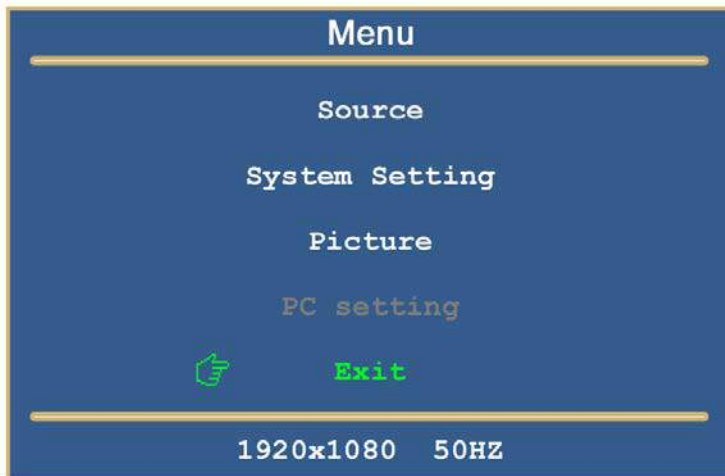 Menu
Source
System Setting
Picture
PC setting
Exit
1920x1080 50HZ